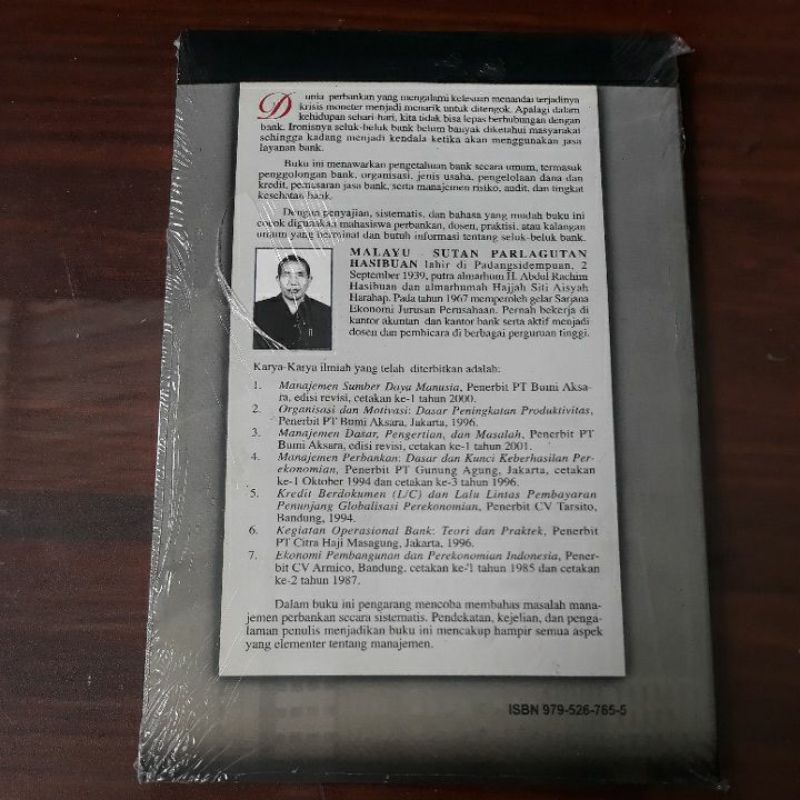 Dunia perbankan yang mengalami kelesuan menandai terjadinya
krisis moneter menjadi menarik untuk ditengok. Apalagi dalam
kehidupan sehari-hari, kita tidak bisa lepas berhubungan dengan
bank. Ironisnya seluk-beluk bank belum banyak diketahui masyarakat
sehingga kadang menjadi kendala ketika akan menggunakan jasa
layanan bank.
Buku ini menawarkan pengetahuan bank secara umum, termasuk
penggolongan bank, organisasi, jenis usaha, pengelolaan dana dan
kredit, pemasaran jasa bank, serta manajemen risiko, audit, dan tingkat
kesehatan bank.
Dengan penyajian, sistematis, dan bahasa yang mudah buku ini
cocok digunakan mahasiswa perbankan, dosen, praktisi, atau kalangan
umum yang berminat dan butuh informasi tentang seluk-beluk bank.
MALAYU SUTAN PARLAGUTAN
HASIBUAN lahir di Padangsidempuan, 2
September 1939, putra almarhum H. Abdul Rachim
Hasibuan dan almarhumah Hajjah Siti Aisyah
Harahap. Pada tahun 1967 memperoleh gelar Sarjana
Ekonomi Jurusan Perusahaan. Pernah bekerja di
kantor akuntan dan kantor bank serta aktif menjadi
dosen dan pembicara di berbagai perguruan tinggi.
Karya-Karya ilmiah yang telah diterbitkan adalah:
1. Manajemen Sumber Daya Manusia, Penerbit PT Bumi Aksa-
ra, edisi revisi, cetakan ke-1 tahun 2000.
2. Organisasi dan Motivasi: Dasar Peningkatan Produktivitas,
Penerbit PT Bumi Aksara, Jakarta, 1996.
3. Manajemen Dasar, Pengertian, dan Masalah, Penerbit PT
Bumi Aksara, edisi revisi, cetakan ke-1 tahun 2001.
4. Manajemen Perbankan: Dasar dan Kunci Keberhasilan Per-
ekonomian, Penerbit PT Gunung Agung, Jakarta, cetakan
ke-1 Oktober 1994 dan cetakan ke-3 tahun 1996.
5. Kredit Berdokumen (L/C) dan Lalu Lintas Pembayaran
Penunjang Globalisasi Perekonomian, Penerbit CV Tarsito,
Bandung, 1994.
6. Kegiatan Operasional Bank: Teori dan Praktek, Penerbit
PT Citra Haji Masagung, Jakarta, 1996.
7. Ekonomi Pembangunan dan Perekonomian Indonesia, Pener-
bit CV Armico, Bandung, cetakan ke-1 tahun 1985 dan cetakan
ke-2 tahun 1987.
Dalam buku ini pengarang mencoba membahas masalah mana-
jemen perbankan secara sistematis. Pendekatan, kejelian, dan penga-
laman penulis menjadikan buku ini mencakup hampir semua aspek
yang elementer tentang manajemen.
ISBN 979-526-765-5